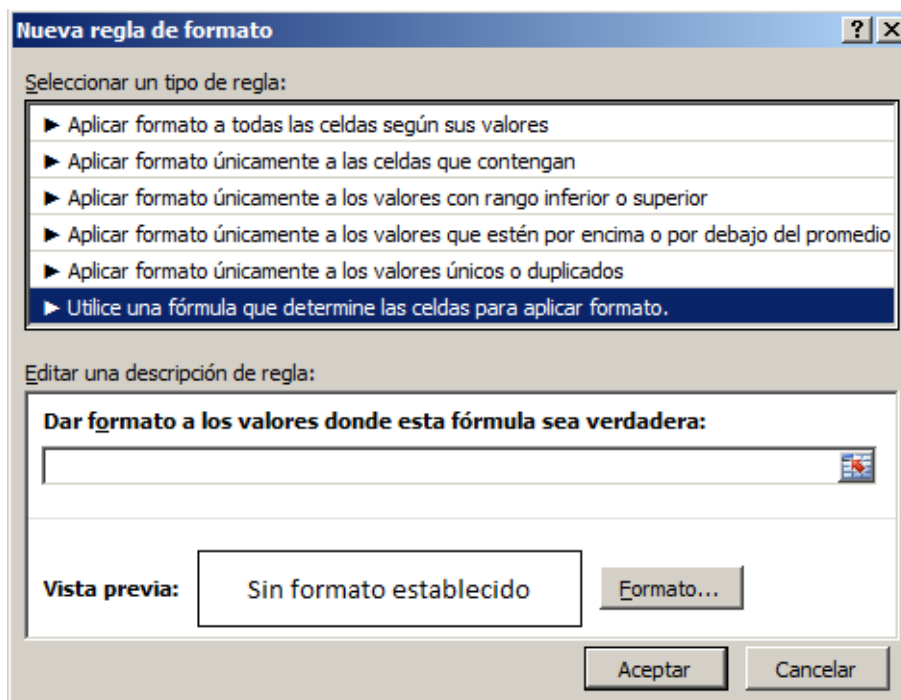 Nueva regla de formato
Seleccionar un tipo de regla:
► Aplicar formato a todas las celdas según sus valores
► Aplicar formato únicamente a las celdas que contengan
► Aplicar formato únicamente a los valores con rango inferior o superior
► Aplicar formato únicamente a los valores que estén por encima o por debajo del promedio
► Aplicar formato únicamente a los valores únicos o duplicados
► Utilice una fórmula que determine las celdas para aplicar formato.
Editar una descripción de regla:
Dar formato a los valores donde esta fórmula sea verdadera:
Vista previa: Sin formato establecido Formato...
Aceptar Cancelar